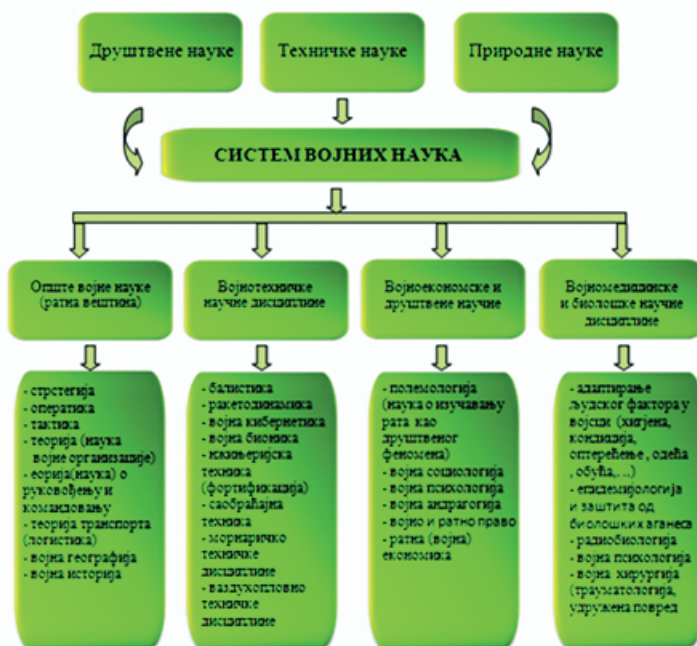 Друштвене науке
Техничке науке
Природне науке
СИСТЕМ ВОЈНИХ НАУКА
Опште војне науке
(ратна вештина)
Војнотехничке
научне дисциплине
Војноекономске и
друштвене научне
Војномедицинске
и биолошке научне
дисциплине
- стрстегија
- оператика
- тактика
- теорија (наука
војне организације)
- еорија(наука) о
руковођењу и
командовању
- теорија транспорта
(логистика)
- војна географија
- војна историја
- балистика
- ракетодинамика
- војна кибернетика
- војна бионика
- нжињеријска
техника
(фортификација)
- саобраћајна
техника
- морнаричко
техничке
дисциплине
- ваздухопловно
техничке
дисциплине
- полемологија
(наука о изучавању
рата као
друштвеног
феномена)
- војна социологија
- војна психологија
- војна андрагогија
- војно и ратно право
- ратна (војна)
економика
- адаптирање
људског фактора у
војсци (хигјена,
кондиција,
оптерећење , одећа
, обућа,...)
- епидемијологија
и заштита од
биолошких аганеса
- радиобиологија
- војна психологија
- војна хирургија
(трауматологија,
удружена повред